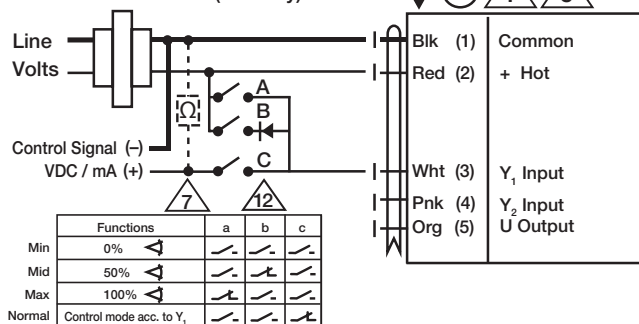 Line
Volts
Control Signal (–)
VDC / mA (+)
Ω
A
B
C
7
12
Blk (1) Common
Red (2) + Hot
Wht (3) Y₁ Input
Pnk (4) Y₂ Input
Org (5) U Output
Functions a b c
Min 0%
Mid 50%
Max 100%
Normal Control mode acc. to Y₁